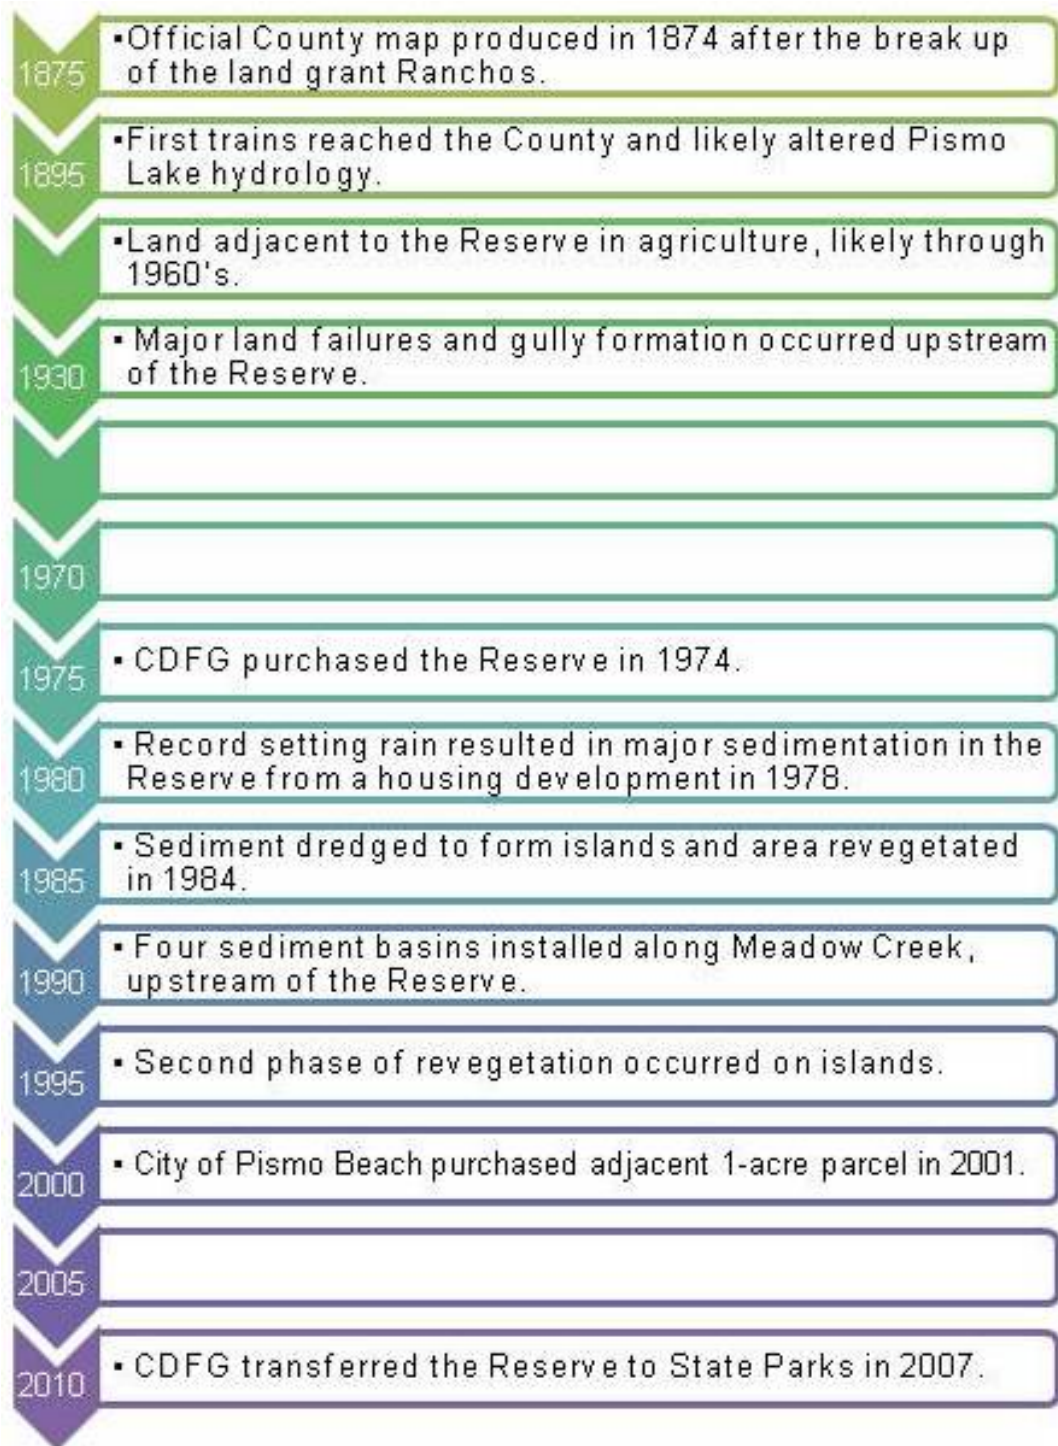 1875
▪Official County map produced in 1874 after the break up
of the land grant Ranchos.
1895
▪First trains reached the County and likely altered Pismo
Lake hydrology.
▪Land adjacent to the Reserve in agriculture, likely through
1960's.
1930
▪ Major land failures and gully formation occurred upstream
of the Reserve.
1970
1975
▪ CDFG purchased the Reserve in 1974.
1980
▪ Record setting rain resulted in major sedimentation in the
Reserve from a housing development in 1978.
1985
▪ Sediment dredged to form islands and area revegetated
in 1984.
1990
▪ Four sediment basins installed along Meadow Creek,
upstream of the Reserve.
1995
▪ Second phase of revegetation occurred on islands.
2000
▪ City of Pismo Beach purchased adjacent 1-acre parcel in 2001.
2005
2010
▪ CDFG transferred the Reserve to State Parks in 2007.